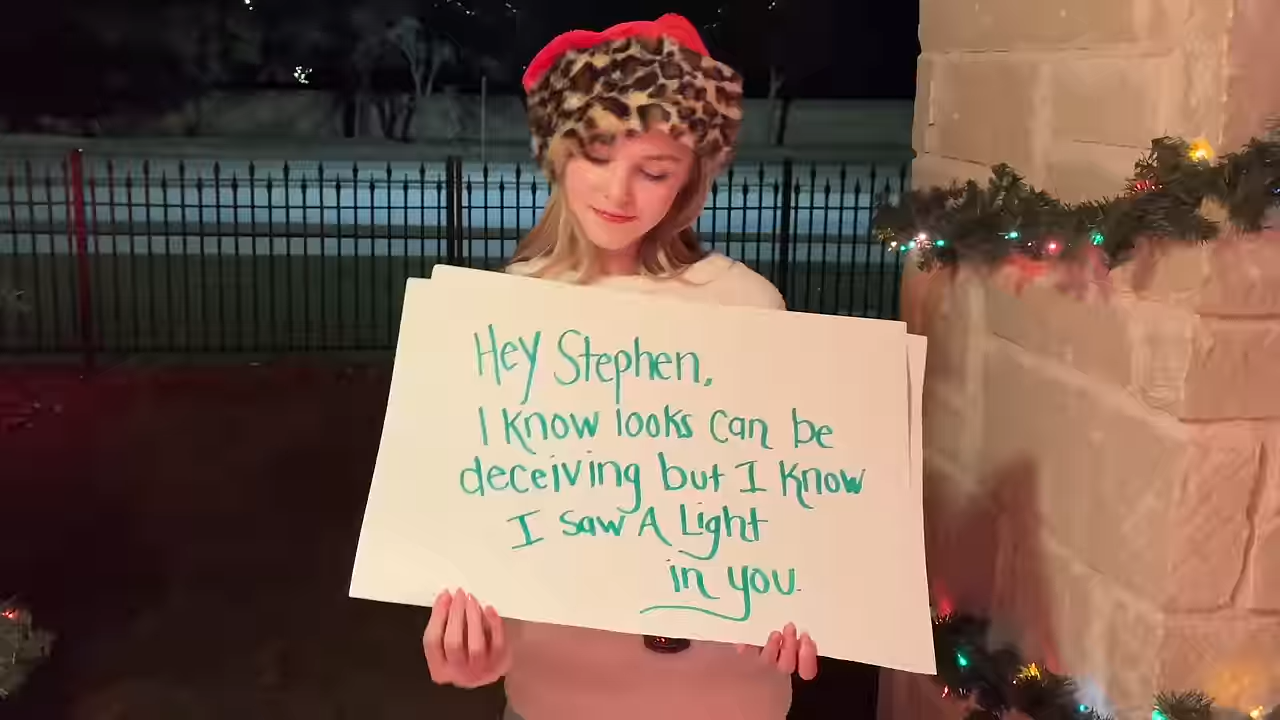 Hey Stephen,
I know looks can be
deceiving but I know
I saw A Light
in you.